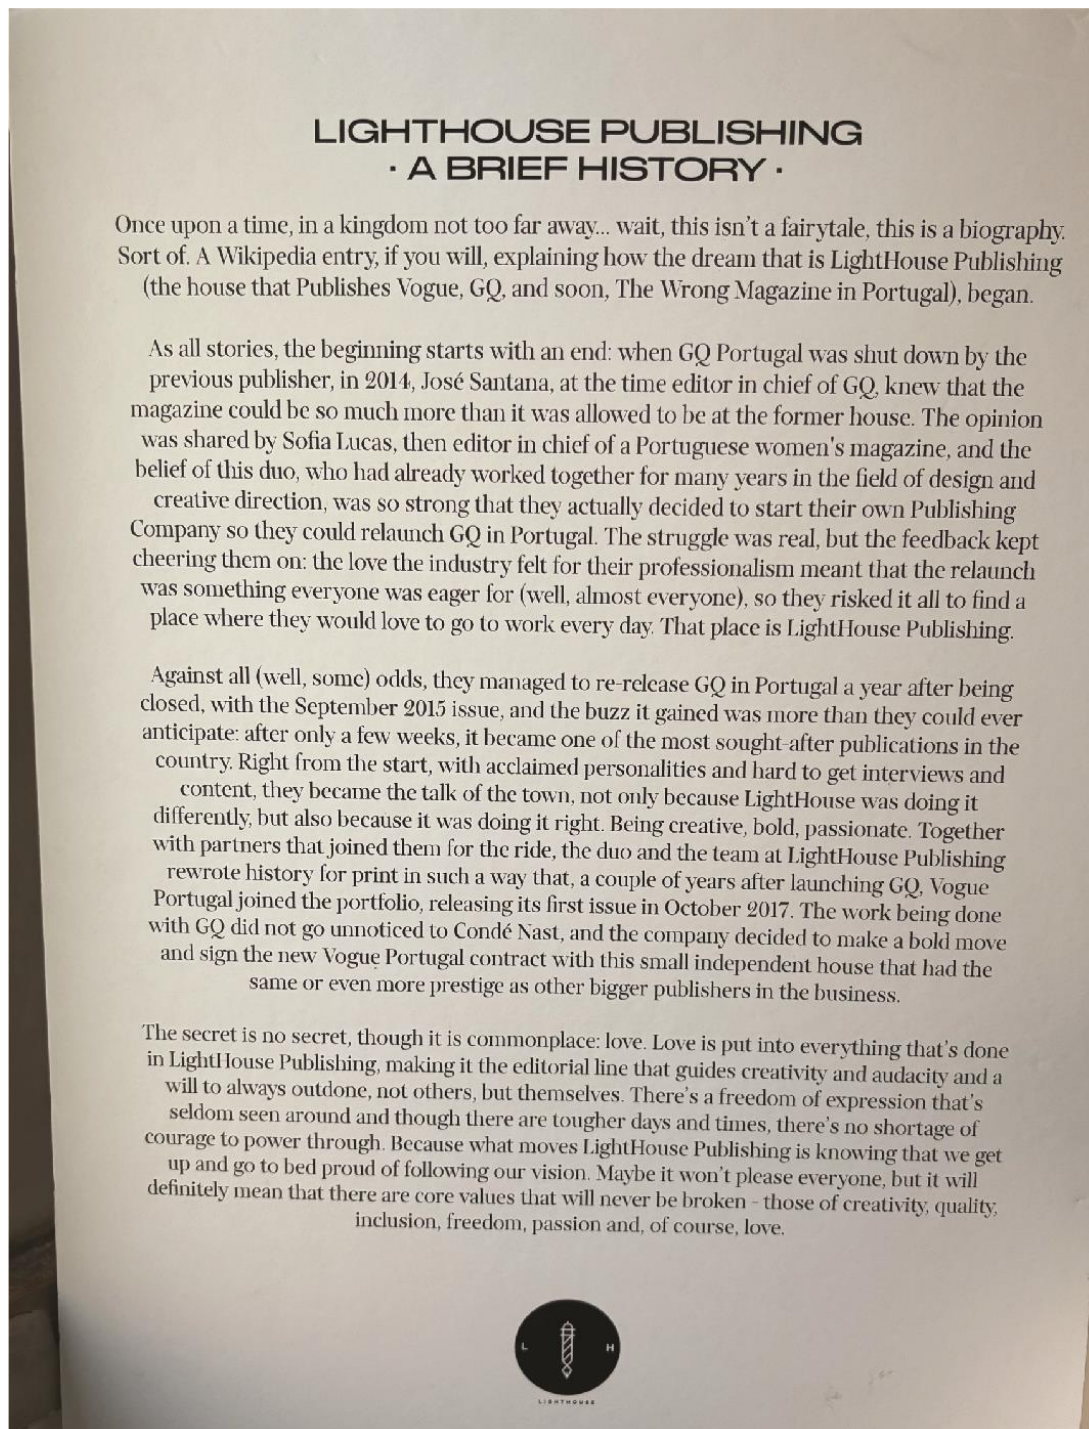 LIGHTHOUSE PUBLISHING
· A BRIEF HISTORY ·
Once upon a time, in a kingdom not too far away... wait, this isn't a fairytale, this is a biography.
Sort of. A Wikipedia entry, if you will, explaining how the dream that is LightHouse Publishing
(the house that Publishes Vogue, GQ, and soon, The Wrong Magazine in Portugal), began.
As all stories, the beginning starts with an end: when GQ Portugal was shut down by the
previous publisher, in 2014, José Santana, at the time editor in chief of GQ, knew that the
magazine could be so much more than it was allowed to be at the former house. The opinion
was shared by Sofia Lucas, then editor in chief of a Portuguese women's magazine, and the
belief of this duo, who had already worked together for many years in the field of design and
creative direction, was so strong that they actually decided to start their own Publishing
Company so they could relaunch GQ in Portugal. The struggle was real, but the feedback kept
cheering them on: the love the industry felt for their professionalism meant that the relaunch
was something everyone was eager for (well, almost everyone), so they risked it all to find a
place where they would love to go to work every day. That place is LightHouse Publishing.
Against all (well, some) odds, they managed to re-release GQ in Portugal a year after being
closed, with the September 2015 issue, and the buzz it gained was more than they could ever
anticipate: after only a few weeks, it became one of the most sought-after publications in the
country. Right from the start, with acclaimed personalities and hard to get interviews and
content, they became the talk of the town, not only because LightHouse was doing it
differently, but also because it was doing it right. Being creative, bold, passionate. Together
with partners that joined them for the ride, the duo and the team at LightHouse Publishing
rewrote history for print in such a way that, a couple of years after launching GQ, Vogue
Portugal joined the portfolio, releasing its first issue in October 2017. The work being done
with GQ did not go unnoticed to Condé Nast, and the company decided to make a bold move
and sign the new Vogue Portugal contract with this small independent house that had the
same or even more prestige as other bigger publishers in the business.
The secret is no secret, though it is commonplace: love. Love is put into everything that's done
in LightHouse Publishing, making it the editorial line that guides creativity and audacity and a
will to always outdone, not others, but themselves. There's a freedom of expression that's
seldom seen around and though there are tougher days and times, there's no shortage of
courage to power through. Because what moves LightHouse Publishing is knowing that we get
up and go to bed proud of following our vision. Maybe it won't please everyone, but it will
definitely mean that there are core values that will never be broken - those of creativity, quality,
inclusion, freedom, passion and, of course, love.
L H
LIGHTHOUSE